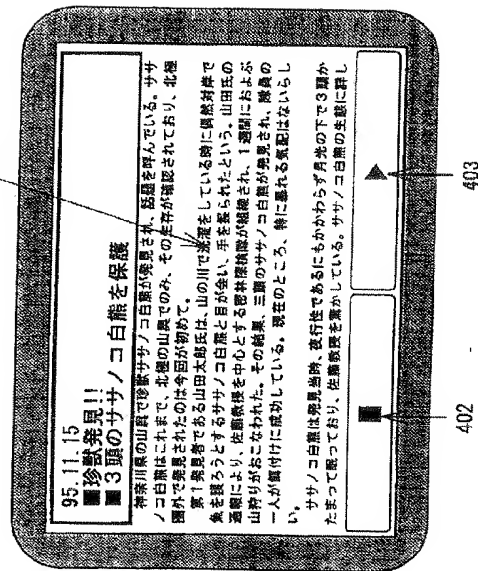 95.11.15
■珍獣発見!!
■3頭のササノコ白熊を保護
神奈川県の山奥で珍獣ササノコ白熊が発見され、話題を呼んでいる。ササ
ノコ白熊はこれまで、北極の山奥でのみ、その生存が確認されており、北極
圏外で発見されたのは今回が初めて。
第1発見者である山田太郎氏は、山の川で洗濯をしている時に偶然対岸で
魚を獲ろうとするササノコ白熊と目が会い、手を振られたという。山田氏の
通報により、佐藤教授を中心とする密林探検隊が組織され、1週間におよぶ
山狩りがおこなわれた。その結果、三頭のササノコ白熊が発見され、隊員の
一人が餌付けに成功している。現在のところ、特に暴れる気配はないらし
い。
ササノコ白熊は発見当時、夜行性であるにもかかわらず月光の下で3頭か
たまって眠っており、佐藤教授を驚かしている。ササノコ白熊の生態に詳し
402
403